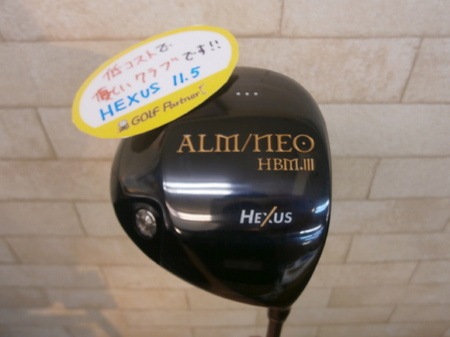 低コストで
優しいクラブです!!
HEXUS 11.5
GOLF Partner
ALM/NEO
HBM.III
HEXUS